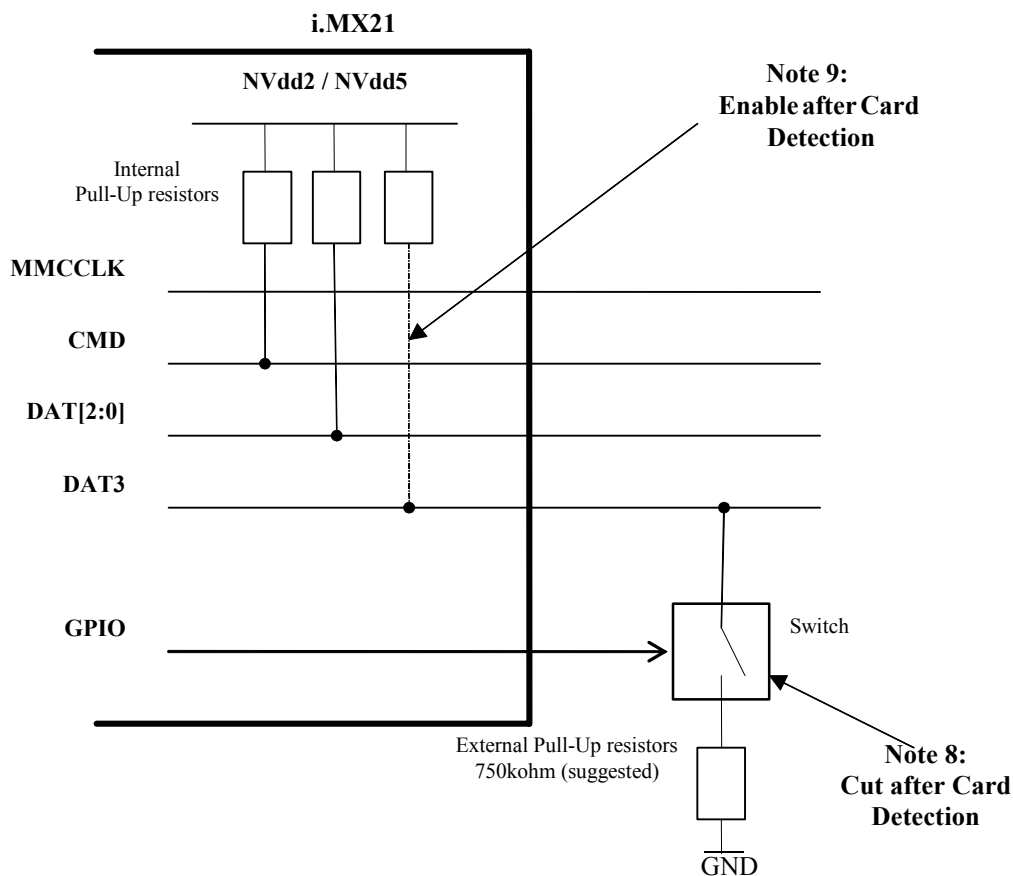 i.MX21
NVdd2 / NVdd5
Note 9:
Enable after Card
Detection
Internal
Pull-Up resistors
MMCCLK
CMD
DAT[2:0]
DAT3
GPIO
Switch
External Pull-Up resistors
750kohm (suggested)
Note 8:
Cut after Card
Detection
GND